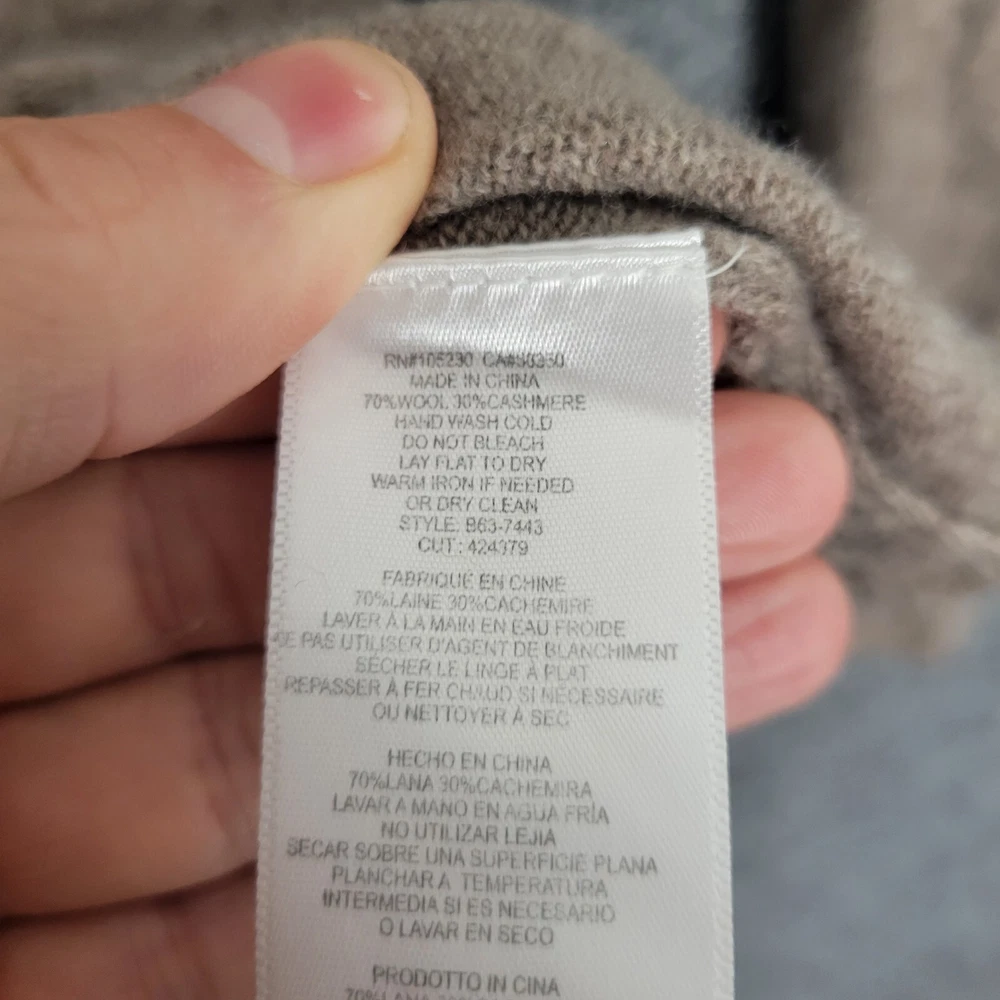 RN#105230 CA#30350
MADE IN CHINA
70%WOOL 30%CASHMERE
HAND WASH COLD
DO NOT BLEACH
LAY FLAT TO DRY
WARM IRON IF NEEDED
OR DRY CLEAN
STYLE: B63-7443
CUT: 424379
FABRIQUÉ EN CHINE
70%LAINE 30%CACHEMIRE
LAVER À LA MAIN EN EAU FROIDE
PAS UTILISER D'AGENT DE BLANCHIMENT
SÉCHER LE LINGE À PLAT
REPASSER À FER CHAUD SI NÉCESSAIRE
OU NETTOYER À SEC
HECHO EN CHINA
70%LANA 30%CACHEMIRA
LAVAR A MANO EN AGUA FRÍA
NO UTILIZAR LEJIA
SECAR SOBRE UNA SUPERFICIE PLANA
PLANCHAR A TEMPERATURA
INTERMEDIA SI ES NECESARIO
O LAVAR EN SECO
PRODOTTO IN CINA